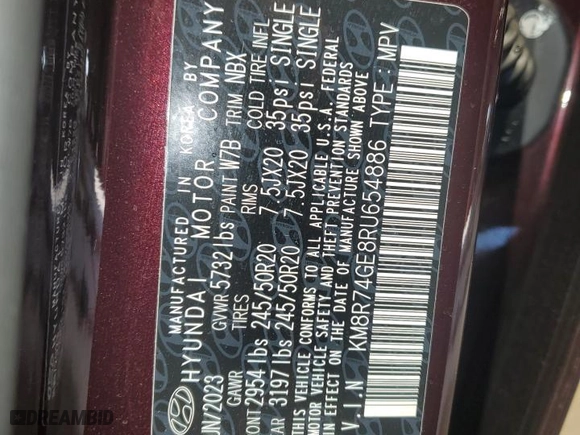 MANUFACTURED IN KOREA BY
HYUNDAI MOTOR COMPANY
UN/2023 GVWR 5732 lbs PAINT W7B TRIM NBX
GAWR TIRES RIMS COLD TIRE INFL
ONT 2954 lbs 245/50R20 7.5JX20 35psi SINGLE
AR 3197 lbs 245/50R20 7.5JX20 35psi SINGLE
THIS VEHICLE CONFORMS TO ALL APPLICABLE U.S.A. FEDERAL
MOTOR VEHICLE SAFETY AND THEFT PREVENTION STANDARDS
IN EFFECT ON THE DATE OF MANUFACTURE SHOWN ABOVE
V.I.N KM8R74GE8RU654886 TYPE : MPV
DREAMBID